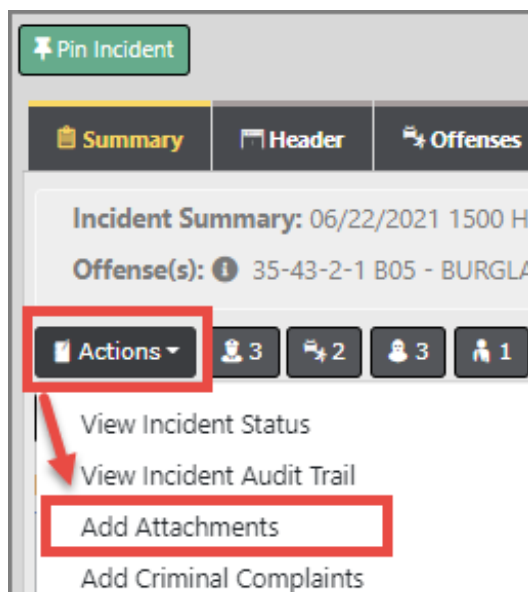 Pin Incident
Summary Header Offenses
Incident Summary: 06/22/2021 1500 H
Offense(s): 35-43-2-1 B05 - BURGLA
Actions 3 2 3 1
View Incident Status
View Incident Audit Trail
Add Attachments
Add Criminal Complaints